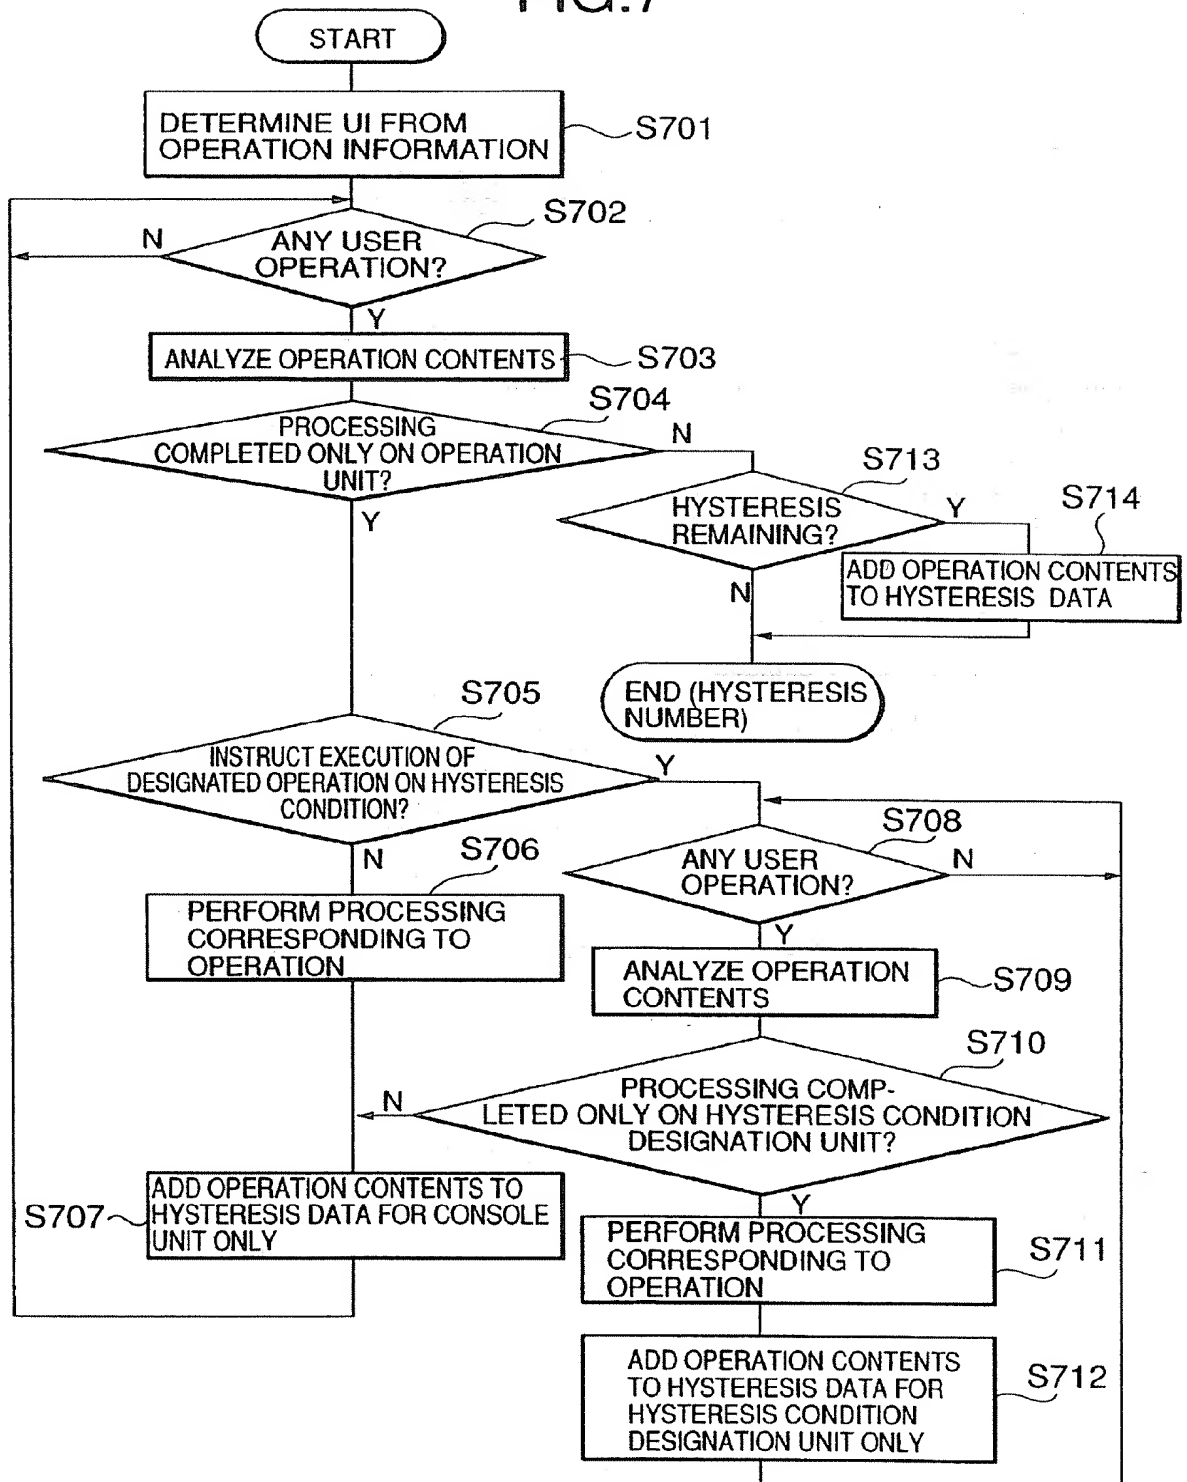 FIG.7
START
DETERMINE UI FROM
OPERATION INFORMATION
S701
S702
N
ANY USER
OPERATION?
Y
ANALYZE OPERATION CONTENTS
S703
S704
PROCESSING
COMPLETED ONLY ON OPERATION
UNIT?
N
Y
S713
HYSTERESIS
REMAINING?
Y
N
S714
ADD OPERATION CONTENTS
TO HYSTERESIS DATA
END (HYSTERESIS
NUMBER)
S705
INSTRUCT EXECUTION OF
DESIGNATED OPERATION ON HYSTERESIS
CONDITION?
Y
N
S706
PERFORM PROCESSING
CORRESPONDING TO
OPERATION
S708
ANY USER
OPERATION?
N
Y
ANALYZE OPERATION
CONTENTS
S709
S710
PROCESSING COMP-
LETED ONLY ON HYSTERESIS CONDITION
DESIGNATION UNIT?
N
Y
S707
ADD OPERATION CONTENTS TO
HYSTERESIS DATA FOR CONSOLE
UNIT ONLY
PERFORM PROCESSING
CORRESPONDING TO
OPERATION
S711
ADD OPERATION CONTENTS
TO HYSTERESIS DATA FOR
HYSTERESIS CONDITION
DESIGNATION UNIT ONLY
S712